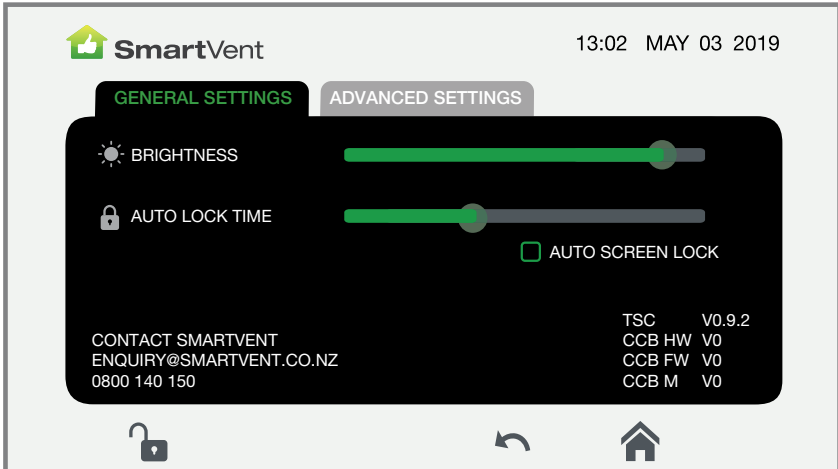 SmartVent
13:02 MAY 03 2019
GENERAL SETTINGS
ADVANCED SETTINGS
BRIGHTNESS
AUTO LOCK TIME
AUTO SCREEN LOCK
CONTACT SMARTVENT
ENQUIRY@SMARTVENT.CO.NZ
0800 140 150
TSC V0.9.2
CCB HW V0
CCB FW V0
CCB M V0